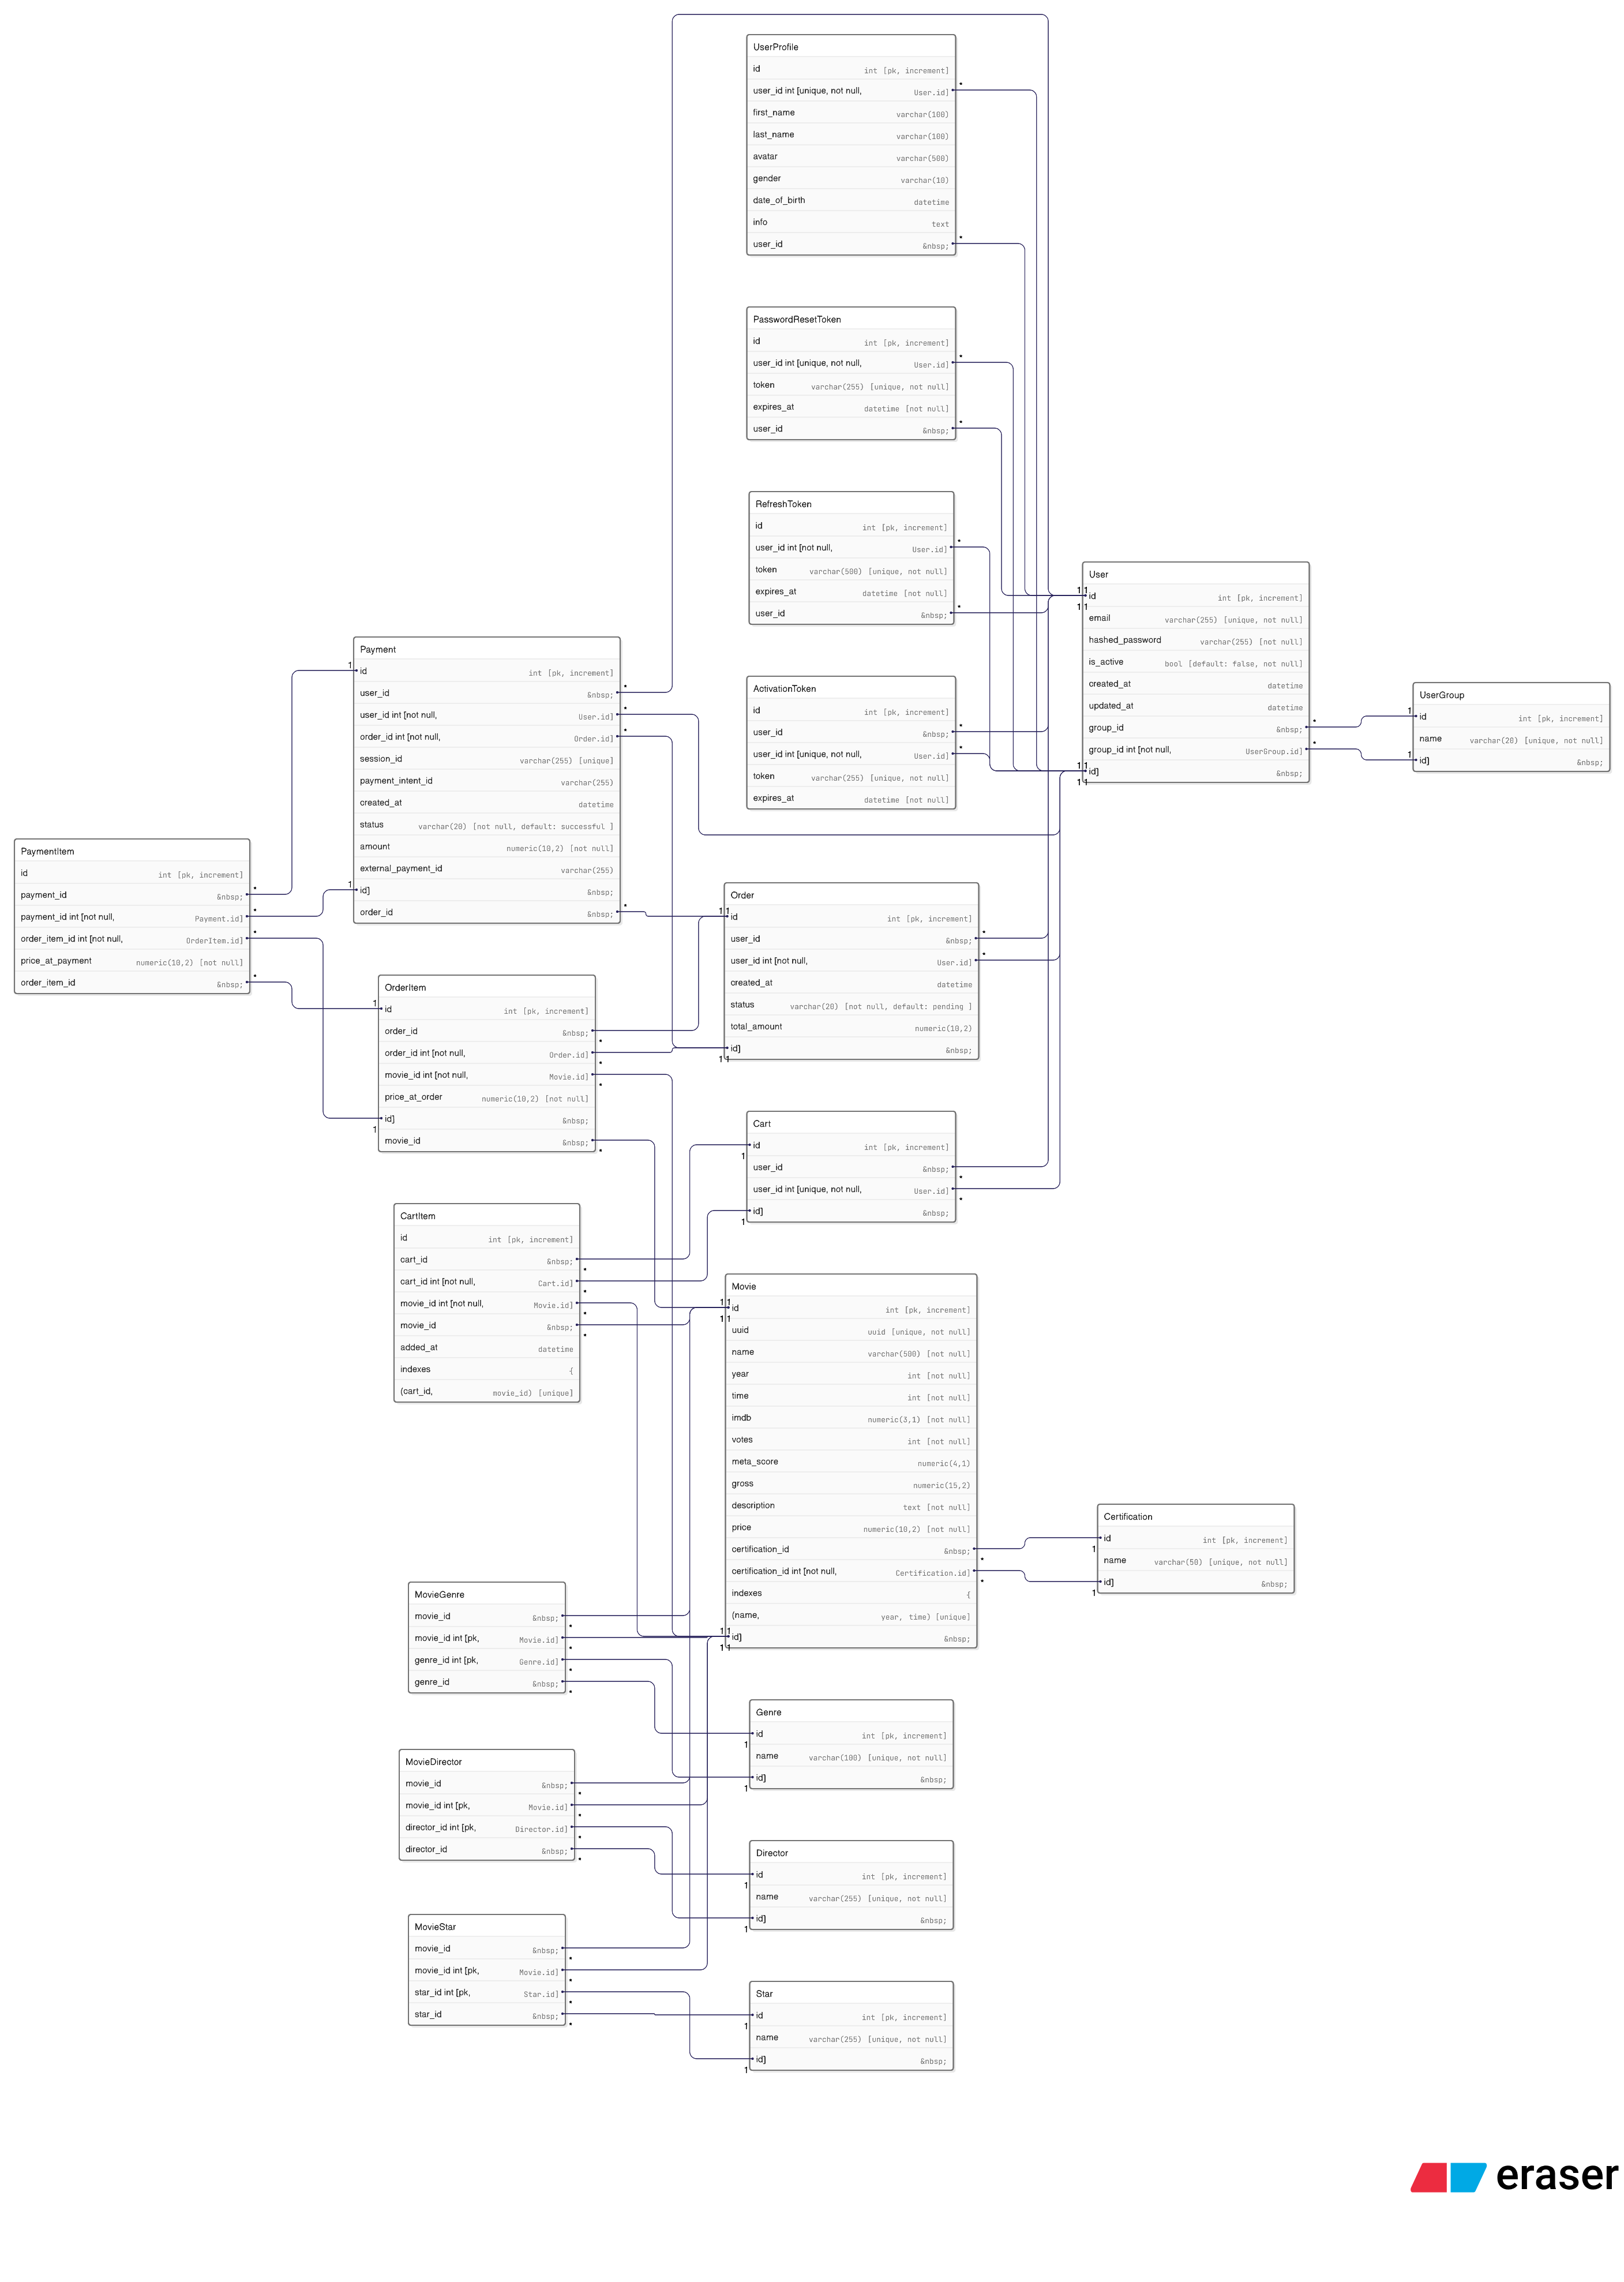 UserProfile
id int [pk, increment]
user_id int [unique, not null, User.id]
first_name varchar(100)
last_name varchar(100)
avatar varchar(500)
gender varchar(10)
date_of_birth datetime
info text
user_id &nbsp;
PasswordResetToken
id int [pk, increment]
user_id int [unique, not null, User.id]
token varchar(255) [unique, not null]
expires_at datetime [not null]
user_id &nbsp;
RefreshToken
id int [pk, increment]
user_id int [not null, User.id]
token varchar(500) [unique, not null]
expires_at datetime [not null]
user_id &nbsp;
User
id int [pk, increment]
email varchar(255) [unique, not null]
hashed_password varchar(255) [not null]
is_active bool [default: false, not null]
created_at datetime
updated_at datetime
group_id &nbsp;
group_id int [not null, UserGroup.id]
id] &nbsp;
UserGroup
id int [pk, increment]
name varchar(20) [unique, not null]
id] &nbsp;
ActivationToken
id int [pk, increment]
user_id &nbsp;
user_id int [unique, not null, User.id]
token varchar(255) [unique, not null]
expires_at datetime [not null]
Payment
id int [pk, increment]
user_id &nbsp;
user_id int [not null, User.id]
order_id int [not null, Order.id]
session_id varchar(255) [unique]
payment_intent_id varchar(255)
created_at datetime
status varchar(20) [not null, default: successful ]
amount numeric(10,2) [not null]
external_payment_id varchar(255)
id] &nbsp;
order_id &nbsp;
PaymentItem
id int [pk, increment]
payment_id &nbsp;
payment_id int [not null, Payment.id]
order_item_id int [not null, OrderItem.id]
price_at_payment numeric(10,2) [not null]
order_item_id &nbsp;
Order
id int [pk, increment]
user_id &nbsp;
user_id int [not null, User.id]
created_at datetime
status varchar(20) [not null, default: pending ]
total_amount numeric(10,2)
id] &nbsp;
OrderItem
id int [pk, increment]
order_id &nbsp;
order_id int [not null, Order.id]
movie_id int [not null, Movie.id]
price_at_order numeric(10,2) [not null]
id] &nbsp;
movie_id &nbsp;
Cart
id int [pk, increment]
user_id &nbsp;
user_id int [unique, not null, User.id]
id] &nbsp;
CartItem
id int [pk, increment]
cart_id &nbsp;
cart_id int [not null, Cart.id]
movie_id int [not null, Movie.id]
movie_id &nbsp;
added_at datetime
indexes {
(cart_id, movie_id) [unique]
Movie
id int [pk, increment]
uuid uuid [unique, not null]
name varchar(500) [not null]
year int [not null]
time int [not null]
imdb numeric(3,1) [not null]
votes int [not null]
meta_score numeric(4,1)
gross numeric(15,2)
description text [not null]
price numeric(10,2) [not null]
certification_id &nbsp;
certification_id int [not null, Certification.id]
indexes {
(name, year, time) [unique]
id] &nbsp;
Certification
id int [pk, increment]
name varchar(50) [unique, not null]
id] &nbsp;
MovieGenre
movie_id &nbsp;
movie_id int [pk, Movie.id]
genre_id int [pk, Genre.id]
genre_id &nbsp;
Genre
id int [pk, increment]
name varchar(100) [unique, not null]
id] &nbsp;
MovieDirector
movie_id &nbsp;
movie_id int [pk, Movie.id]
director_id int [pk, Director.id]
director_id &nbsp;
Director
id int [pk, increment]
name varchar(255) [unique, not null]
id] &nbsp;
MovieStar
movie_id &nbsp;
movie_id int [pk, Movie.id]
star_id int [pk, Star.id]
star_id &nbsp;
Star
id int [pk, increment]
name varchar(255) [unique, not null]
id] &nbsp;
eraser